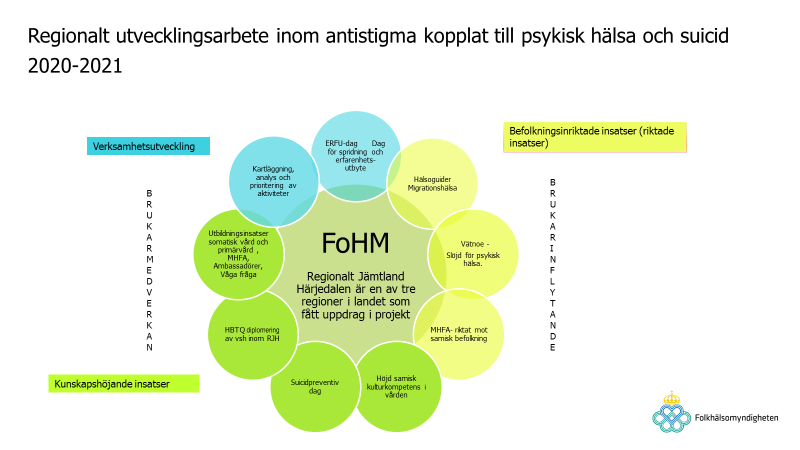 Regionalt utvecklingsarbete inom antistigma kopplat till psykisk hälsa och suicid
2020-2021
Verksamhetsutveckling
Befolkningsinriktade insatser (riktade
insatser)
ERFU-dag Dag
för spridning och
erfarenhets-
utbyte
Kartläggning,
analys och
prioritering av
aktiviteter
Hälsoguider
Migrationshälsa
BRUKARMEDVERKAN
BRUKARINFLYTANDE
Utbildningsinsatser
somatisk vård och
primärvård ,
MHFA,
Ambassadörer,
Våga fråga
FoHM
Regionalt Jämtland
Härjedalen är en av tre
regioner i landet som
fått uppdrag i projekt
Vätnoe -
Slöjd för psykisk
hälsa.
HBTQ diplomering
av vsh inom RJH
MHFA- riktat mot
samisk befolkning
Suicidpreventiv
dag
Höjd samisk
kulturkompetens i
vården
Kunskapshöjande insatser
Folkhälsomyndigheten